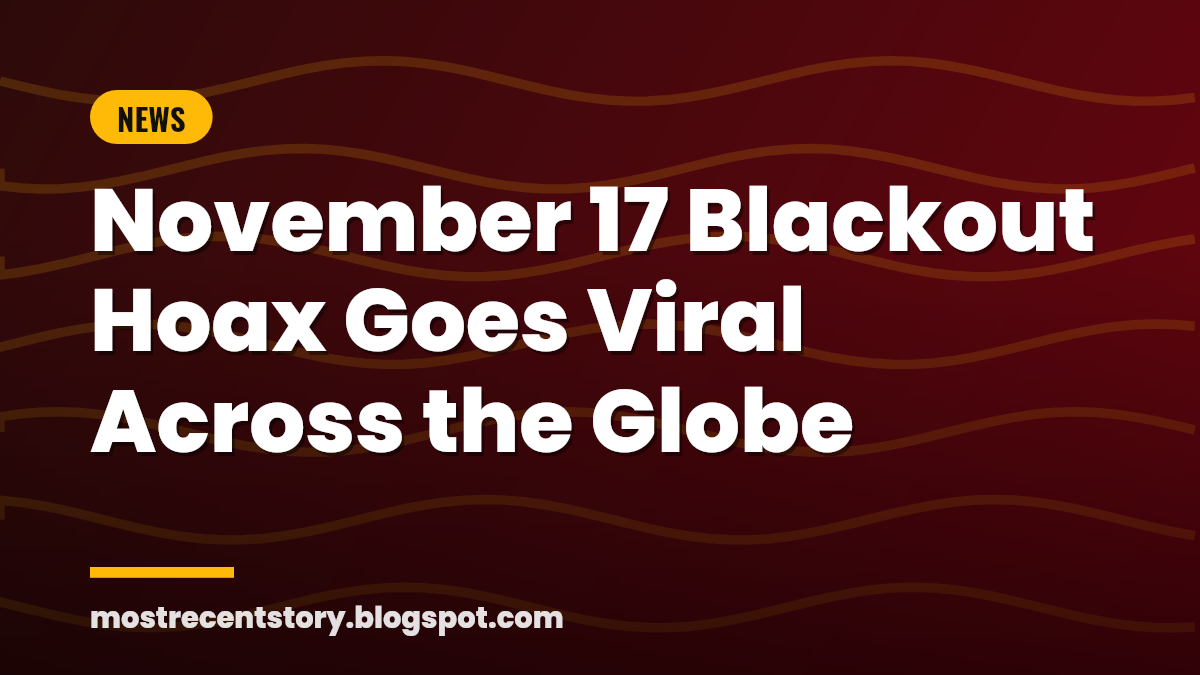 NEWS
November 17 Blackout
Hoax Goes Viral
Across the Globe
mostrecentstory.blogspot.com